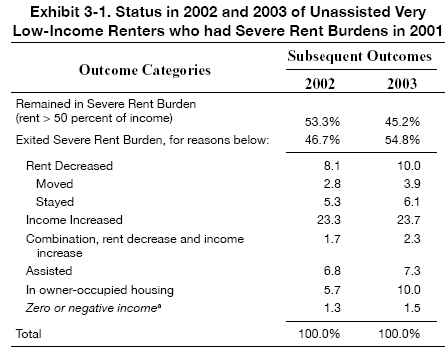 Exhibit 3-1. Status in 2002 and 2003 of Unassisted Very
Low-Income Renters who had Severe Rent Burdens in 2001
Outcome Categories
Subsequent Outcomes
2002 2003
Remained in Severe Rent Burden
(rent > 50 percent of income) 53.3% 45.2%
Exited Severe Rent Burden, for reasons below: 46.7% 54.8%
Rent Decreased 8.1 10.0
Moved 2.8 3.9
Stayed 5.3 6.1
Income Increased 23.3 23.7
Combination, rent decrease and income
increase 1.7 2.3
Assisted 6.8 7.3
In owner-occupied housing 5.7 10.0
Zero or negative incomeᵃ 1.3 1.5
Total 100.0% 100.0%